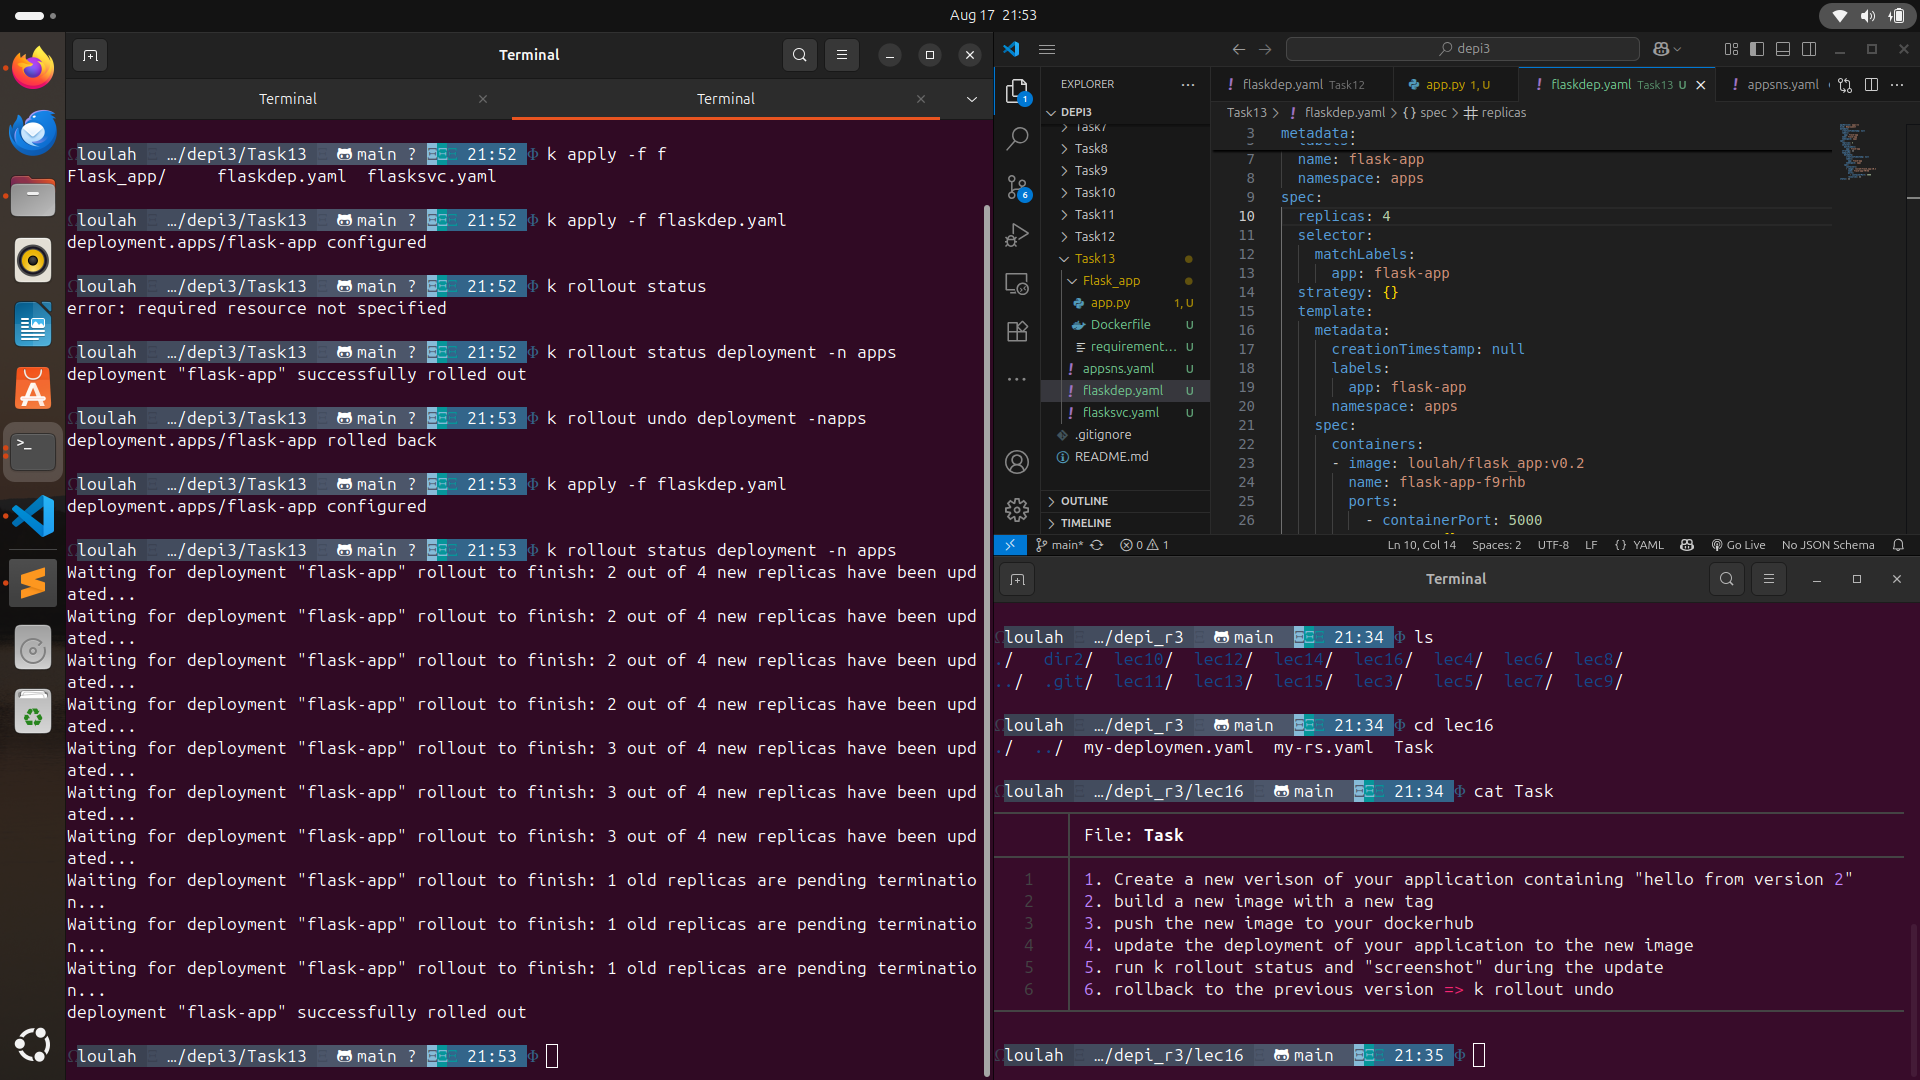 Aug 17 21:53
Terminal
Terminal
Terminal
loulah …/depi3/Task13 main ? 21:52 k apply -f f
Flask_app/ flaskdep.yaml flasksvc.yaml
loulah …/depi3/Task13 main ? 21:52 k apply -f flaskdep.yaml
deployment.apps/flask-app configured
loulah …/depi3/Task13 main ? 21:52 k rollout status
error: required resource not specified
loulah …/depi3/Task13 main ? 21:52 k rollout status deployment -n apps
deployment "flask-app" successfully rolled out
loulah …/depi3/Task13 main ? 21:53 k rollout undo deployment -napps
deployment.apps/flask-app rolled back
loulah …/depi3/Task13 main ? 21:53 k apply -f flaskdep.yaml
deployment.apps/flask-app configured
loulah …/depi3/Task13 main ? 21:53 k rollout status deployment -n apps
Waiting for deployment "flask-app" rollout to finish: 2 out of 4 new replicas have been upd
ated...
Waiting for deployment "flask-app" rollout to finish: 2 out of 4 new replicas have been upd
ated...
Waiting for deployment "flask-app" rollout to finish: 2 out of 4 new replicas have been upd
ated...
Waiting for deployment "flask-app" rollout to finish: 2 out of 4 new replicas have been upd
ated...
Waiting for deployment "flask-app" rollout to finish: 3 out of 4 new replicas have been upd
ated...
Waiting for deployment "flask-app" rollout to finish: 3 out of 4 new replicas have been upd
ated...
Waiting for deployment "flask-app" rollout to finish: 3 out of 4 new replicas have been upd
ated...
Waiting for deployment "flask-app" rollout to finish: 1 old replicas are pending terminatio
n...
Waiting for deployment "flask-app" rollout to finish: 1 old replicas are pending terminatio
n...
Waiting for deployment "flask-app" rollout to finish: 1 old replicas are pending terminatio
n...
deployment "flask-app" successfully rolled out
loulah …/depi3/Task13 main ? 21:53
depi3
EXPLORER
DEPI3
Task7
Task8
Task9
Task10
Task11
Task12
Task13
Flask_app
app.py 1, U
Dockerfile U
requirement... U
appsns.yaml U
flaskdep.yaml U
flasksvc.yaml U
.gitignore
README.md
OUTLINE
TIMELINE
1
6
flaskdep.yaml Task12
app.py 1, U
flaskdep.yaml Task13 U
appsns.yaml
Task13 > flaskdep.yaml > {} spec > replicas
3 metadata:
7 name: flask-app
8 namespace: apps
9 spec:
10 replicas: 4
11 selector:
12 matchLabels:
13 app: flask-app
14 strategy: {}
15 template:
16 metadata:
17 creationTimestamp: null
18 labels:
19 app: flask-app
20 namespace: apps
21 spec:
22 containers:
23 - image: loulah/flask_app:v0.2
24 name: flask-app-f9rhb
25 ports:
26 - containerPort: 5000
main* 0 1 Ln 10, Col 14 Spaces: 2 UTF-8 LF {} YAML Go Live No JSON Schema
Terminal
loulah …/depi_r3 main 21:34 ls
./ dir2/ lec10/ lec12/ lec14/ lec16/ lec4/ lec6/ lec8/
../ .git/ lec11/ lec13/ lec15/ lec3/ lec5/ lec7/ lec9/
loulah …/depi_r3 main 21:34 cd lec16
./ ../ my-deploymen.yaml my-rs.yaml Task
loulah …/depi_r3/lec16 main 21:34 cat Task
File: Task
1 1. Create a new verison of your application containing "hello from version 2"
2 2. build a new image with a new tag
3 3. push the new image to your dockerhub
4 4. update the deployment of your application to the new image
5 5. run k rollout status and "screenshot" during the update
6 6. rollback to the previous version => k rollout undo
loulah …/depi_r3/lec16 main 21:35